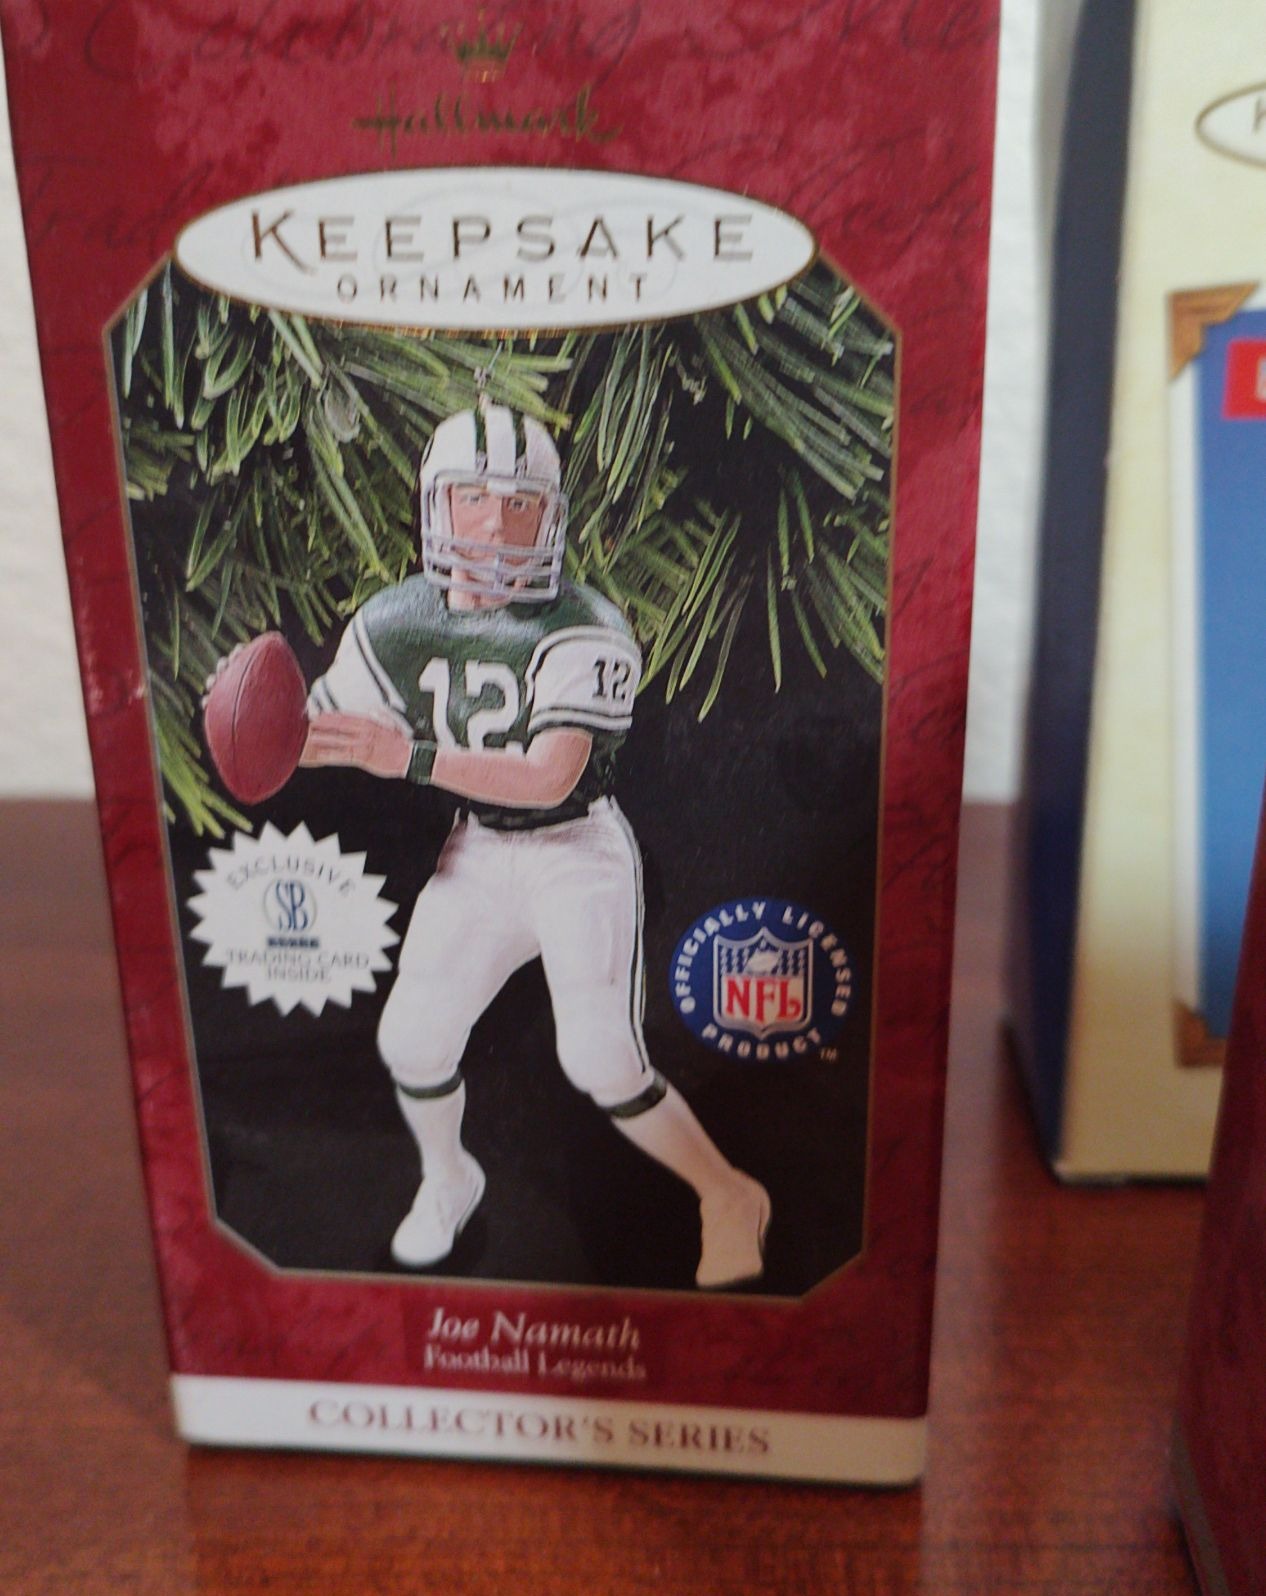 Hallmark
KEEPSAKE
ORNAMENT
12
12
EXCLUSIVE
SB
TRADING CARD
INSIDE
OFFICIALLY LICENSED
NFL
PRODUCT™
Joe Namath
Football Legends
COLLECTOR'S SERIES